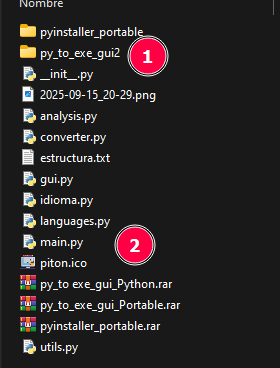 Nombre
pyinstaller_portable
py_to_exe_gui2
1
__init__.py
2025-09-15_20-29.png
analysis.py
converter.py
estructura.txt
gui.py
idioma.py
languages.py
main.py
2
piton.ico
py_to exe_gui_Python.rar
py_to_exe_gui_Portable.rar
pyinstaller_portable.rar
utils.py